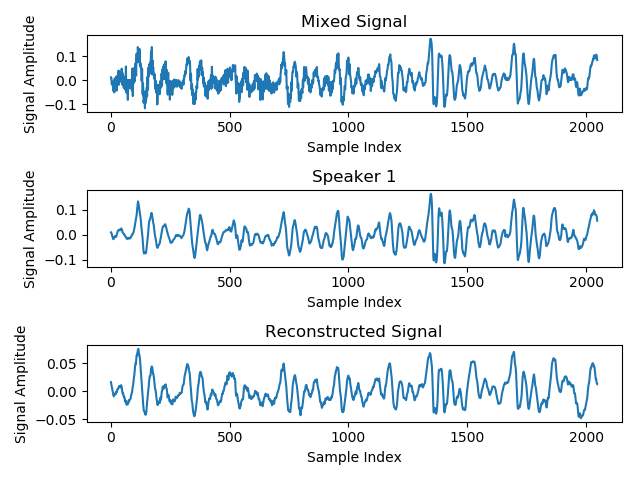 Mixed Signal
Signal Amplitude
0.1
0.0
−0.1
0
500
1000
1500
2000
Sample Index
Speaker 1
Signal Amplitude
0.1
0.0
−0.1
0
500
1000
1500
2000
Sample Index
Reconstructed Signal
Signal Amplitude
0.05
0.00
−0.05
0
500
1000
1500
2000
Sample Index